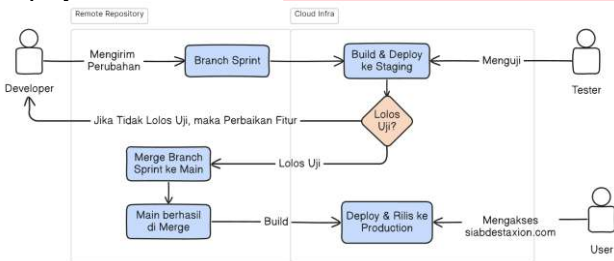 Remote Repository
Cloud Infra
Mengirim
Perubahan
Branch Sprint
Build & Deploy
ke Staging
Menguji
Developer
Tester
Jika Tidak Lolos Uji, maka Perbaikan Fitur
Lolos
Uji?
Merge Branch
Sprint ke Main
Lolos Uji
Main berhasil
di Merge
Build
Deploy & Rilis ke
Production
Mengakses
siabdestaxion.com
User